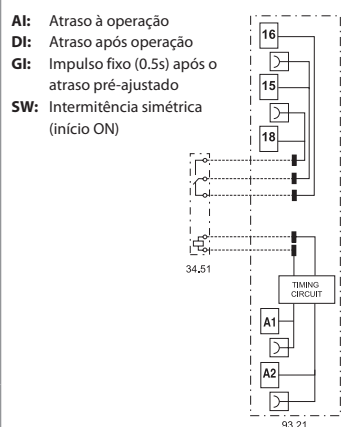 AI: Atraso à operação
DI: Atraso após operação
GI: Impulso fixo (0.5s) após o
atraso pré-ajustado
SW: Intermitência simétrica
(início ON)
16
15
18
34.51
TIMING
CIRCUIT
A1
A2
93.21